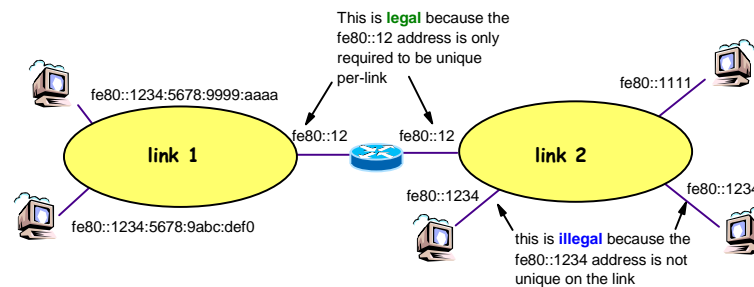 This is legal because the
fe80::12 address is only
required to be unique
per-link
fe80::1234:5678:9999:aaaa
fe80::1111
fe80::12
fe80::12
link 1
link 2
fe80::1234
fe80::1234
fe80::1234:5678:9abc:def0
this is illegal because the
fe80::1234 address is not
unique on the link